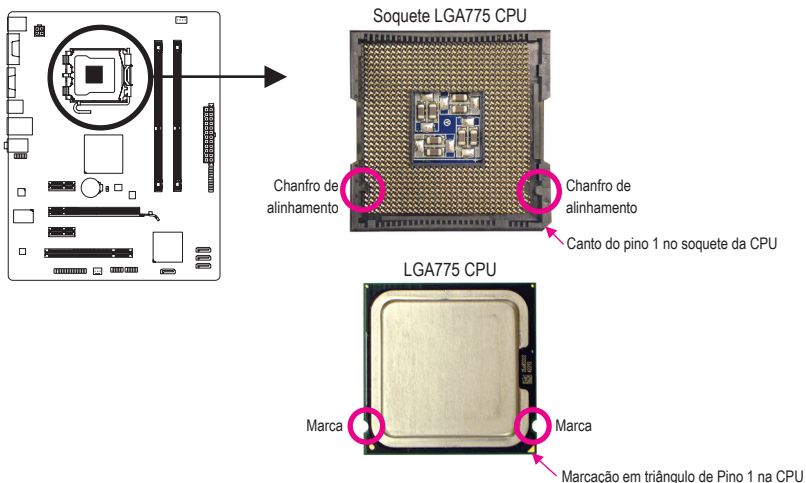 Soquete LGA775 CPU
Chanfro de
alinhamento
Chanfro de
alinhamento
Canto do pino 1 no soquete da CPU
LGA775 CPU
Marca
Marca
Marcação em triângulo de Pino 1 na CPU